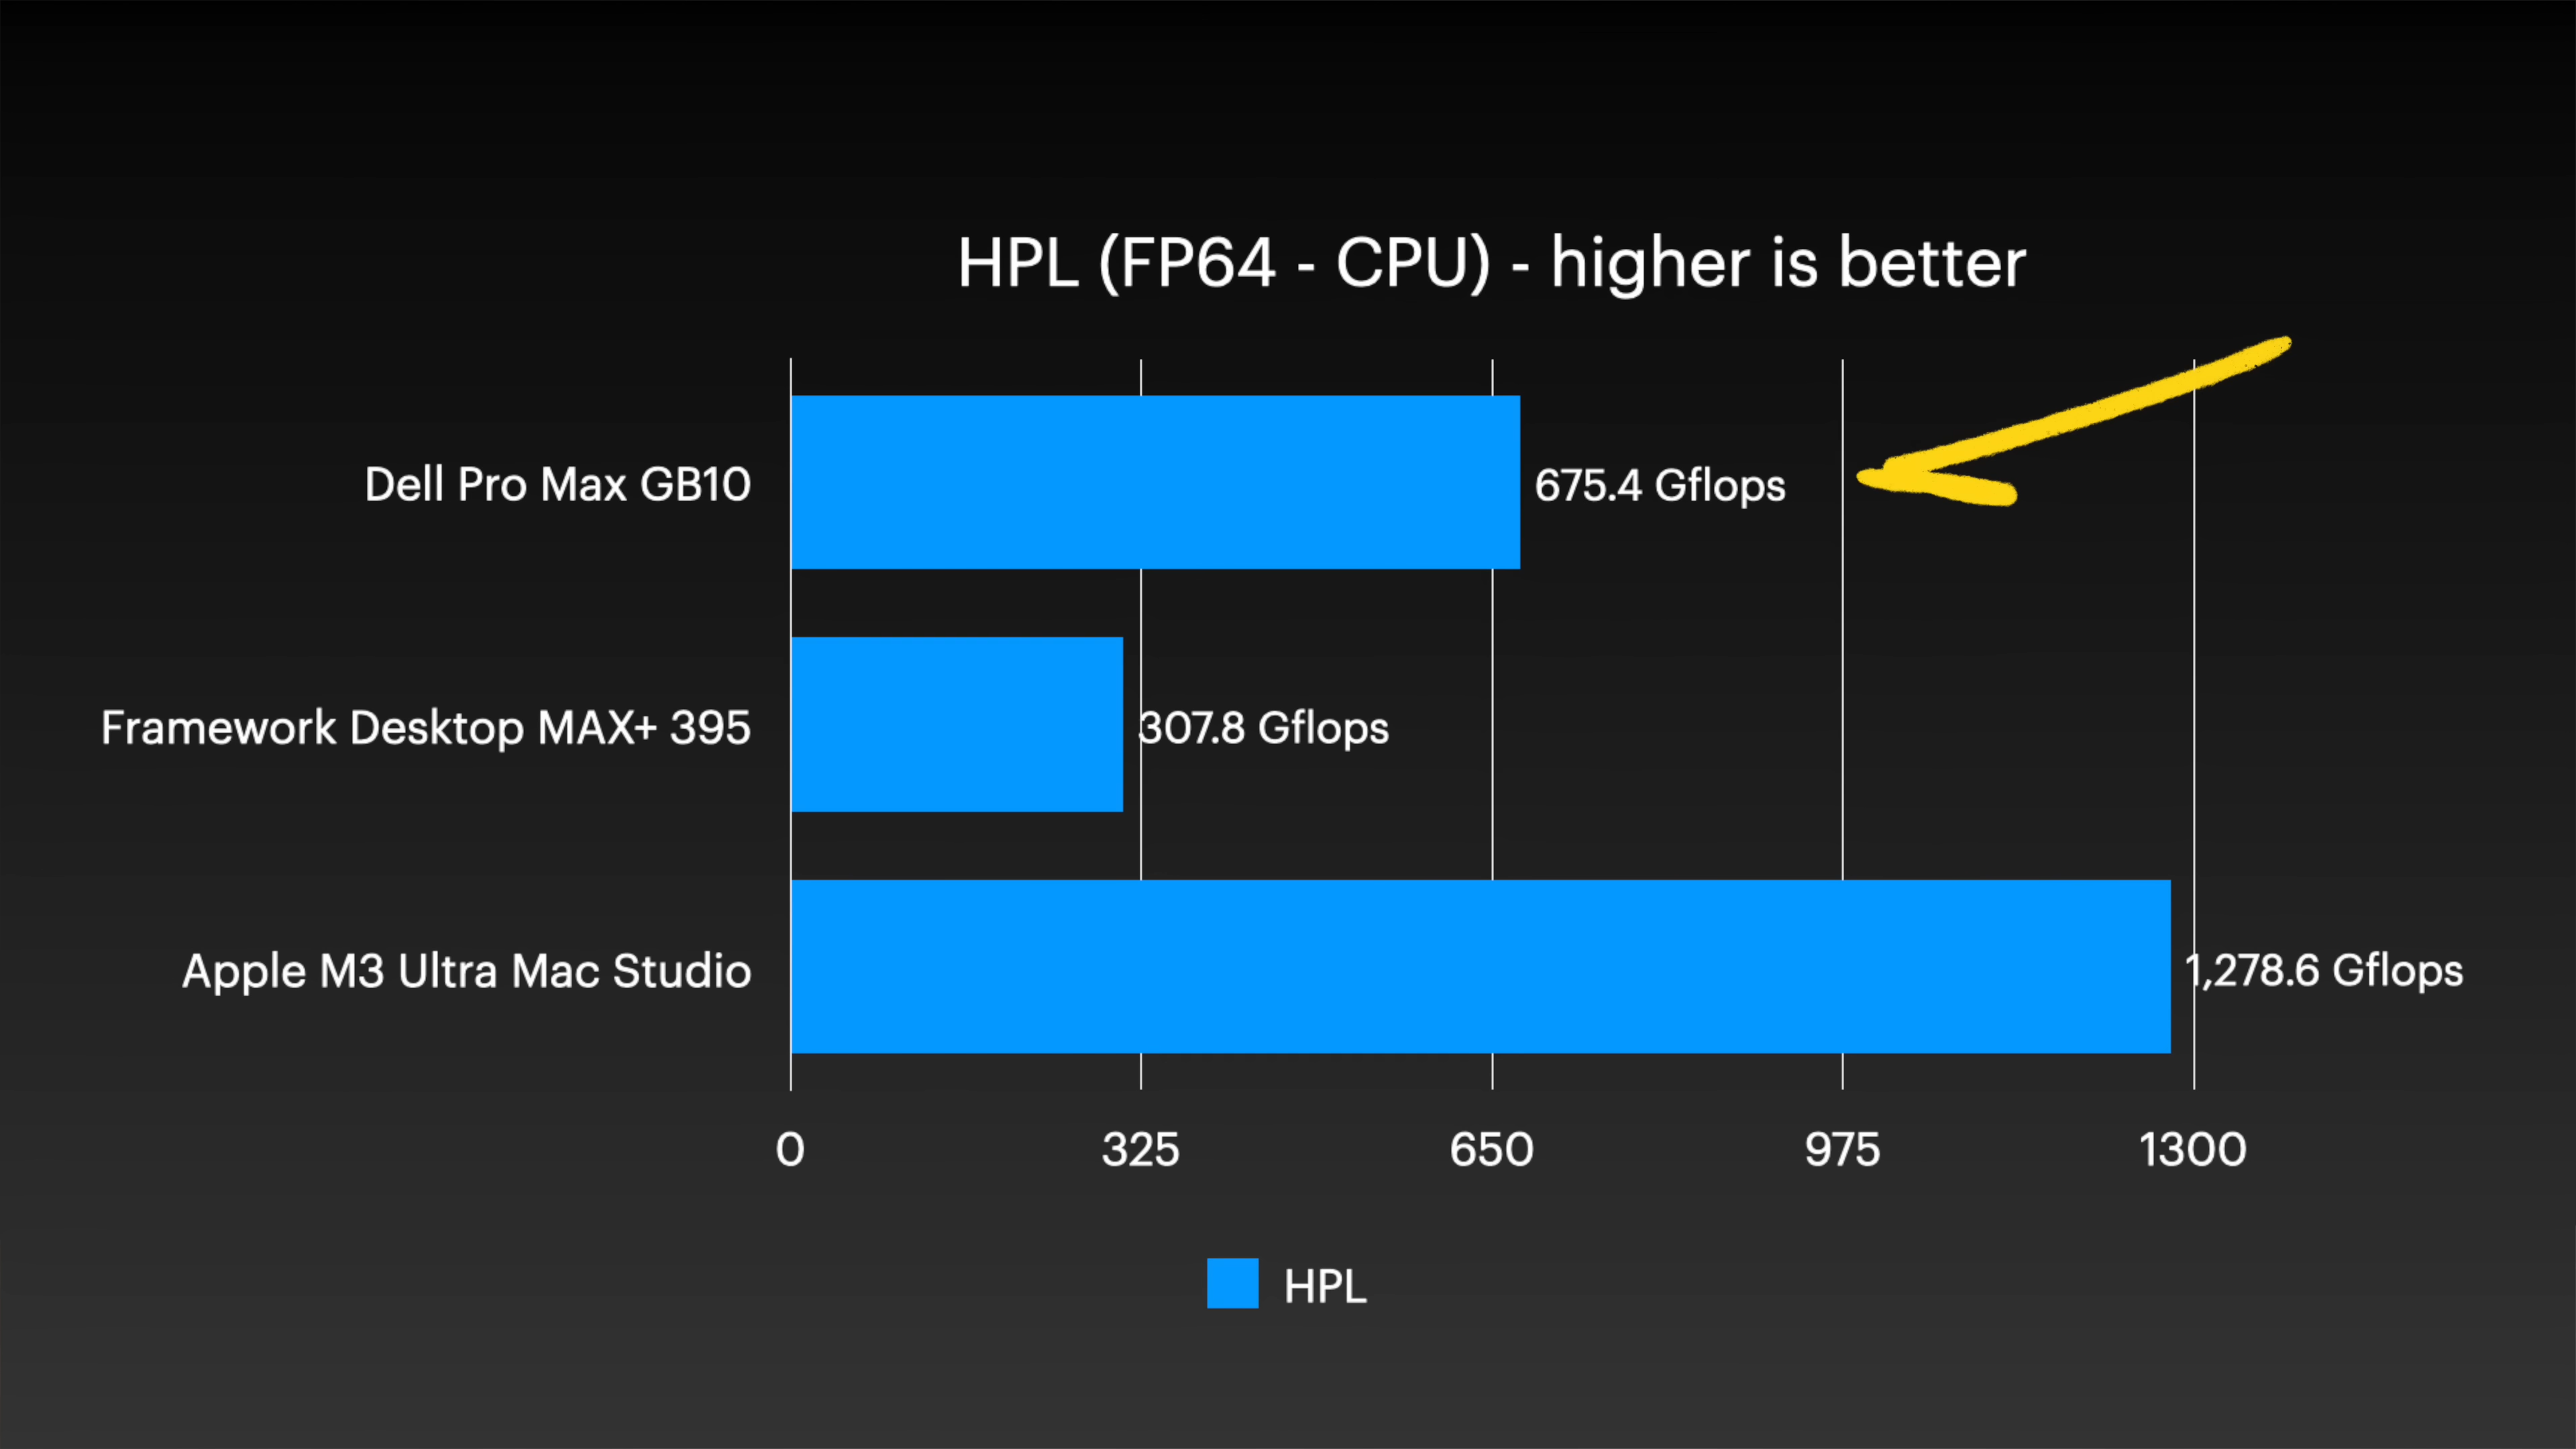 HPL (FP64 - CPU) - higher is better
Dell Pro Max GB10
675.4 Gflops
Framework Desktop MAX+ 395
307.8 Gflops
Apple M3 Ultra Mac Studio
1,278.6 Gflops
0 325 650 975 1300
HPL